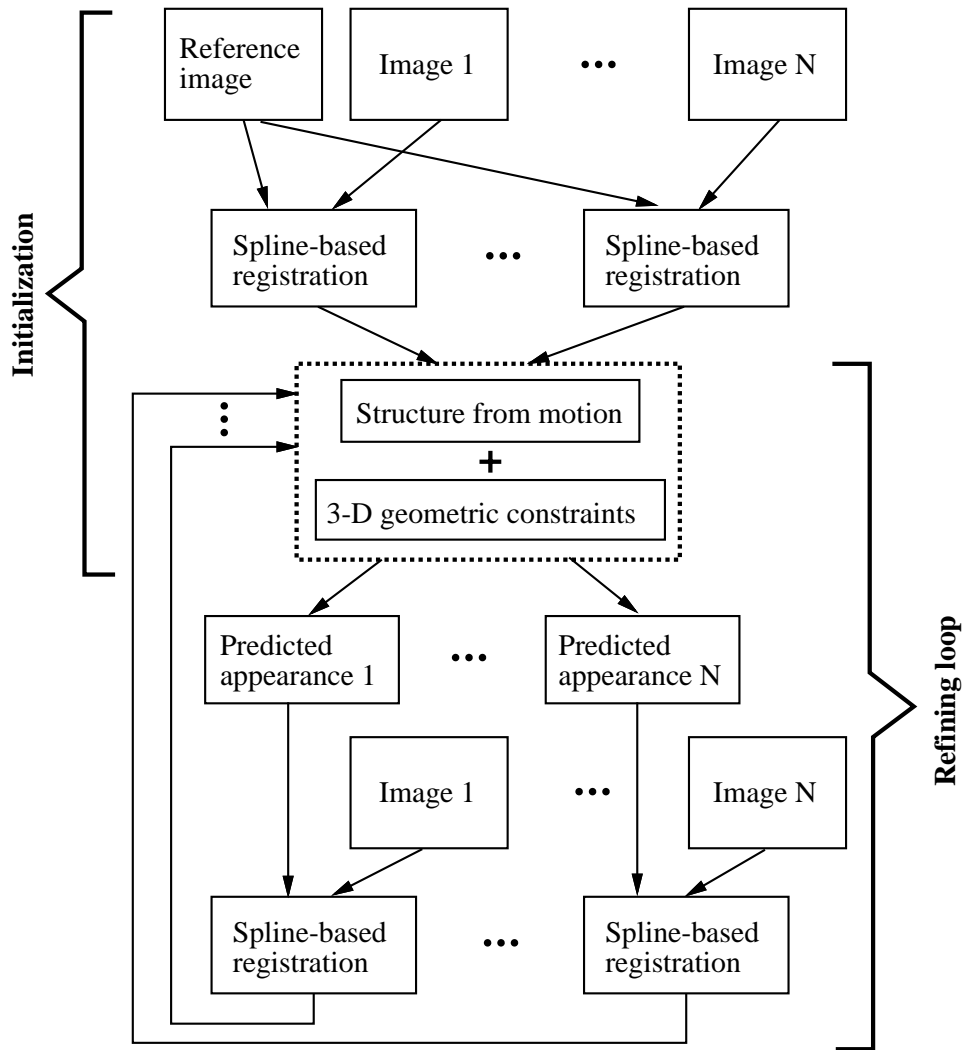 Reference
image
Image 1
...
Image N
Initialization
Spline-based
registration
...
Spline-based
registration
Structure from motion
+
3-D geometric constraints
Predicted
appearance 1
...
Predicted
appearance N
Refining loop
Image 1
...
Image N
Spline-based
registration
...
Spline-based
registration